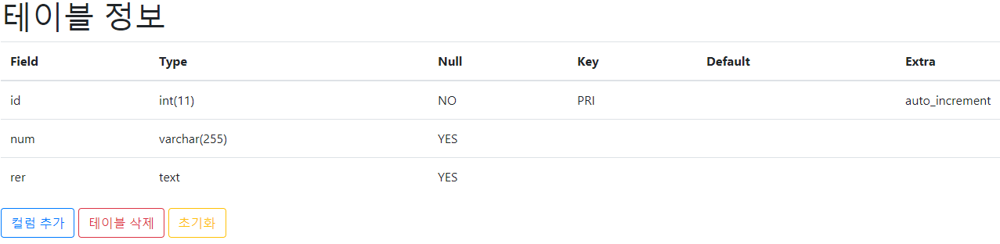 테이블 정보
Field Type Null Key Default Extra
id int(11) NO PRI auto_increment
num varchar(255) YES
rer text YES
컬럼 추가 테이블 삭제 초기화